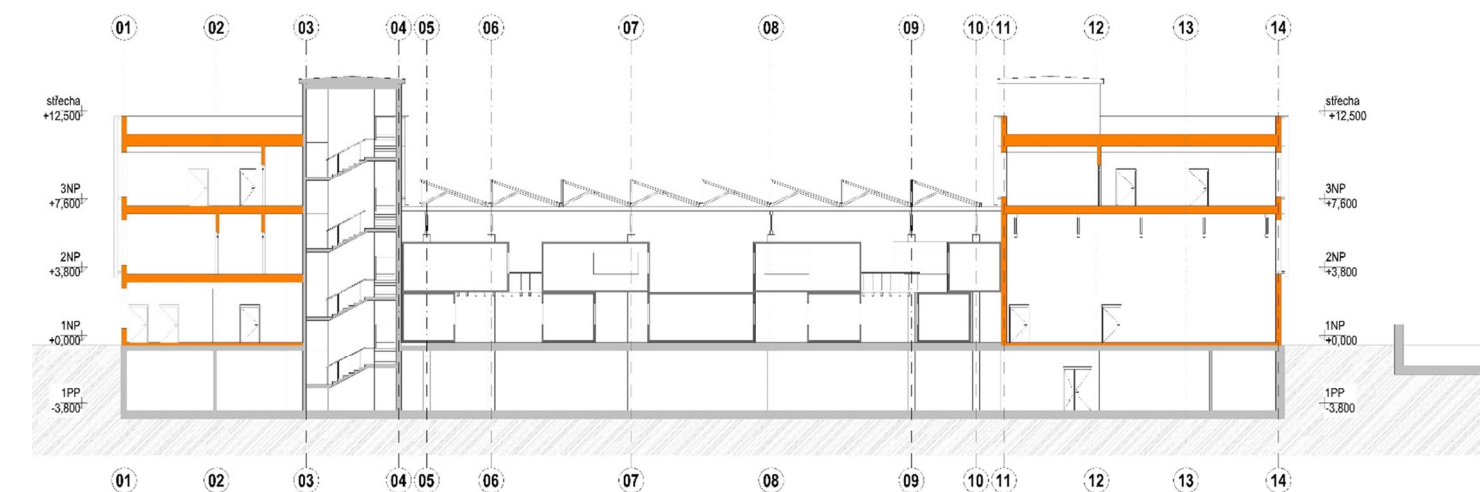 01 02 03 04 05 06 07 08 09 10 11 12 13 14
střecha
+12,500
střecha
+12,500
3NP
+7,600
3NP
+7,600
2NP
+3,800
2NP
+3,800
1NP
+0,000
1NP
+0,000
1PP
-3.800
1PP
-3.800
01 02 03 04 05 06 07 08 09 10 11 12 13 14